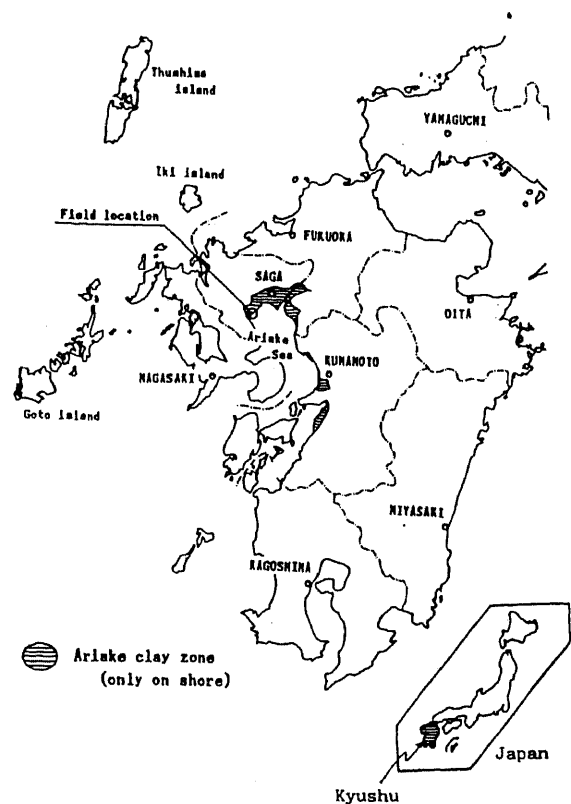 Thushima
island
YAMAGUCHI
Iki island
Field location
FUKUOKA
SAGA
OITA
Ariake
Sea
KUMAMOTO
NAGASAKI
Goto island
MIYASAKI
KAGOSHIMA
Ariake clay zone
(only on shore)
Japan
Kyushu